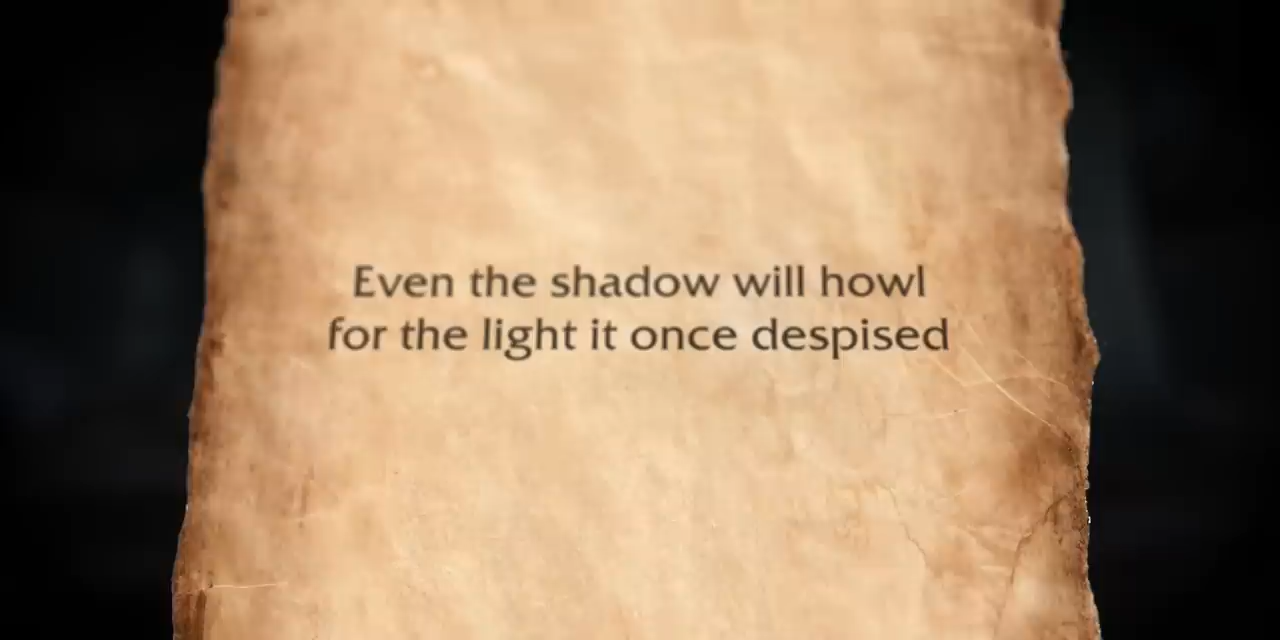 Even the shadow will howl
for the light it once despised